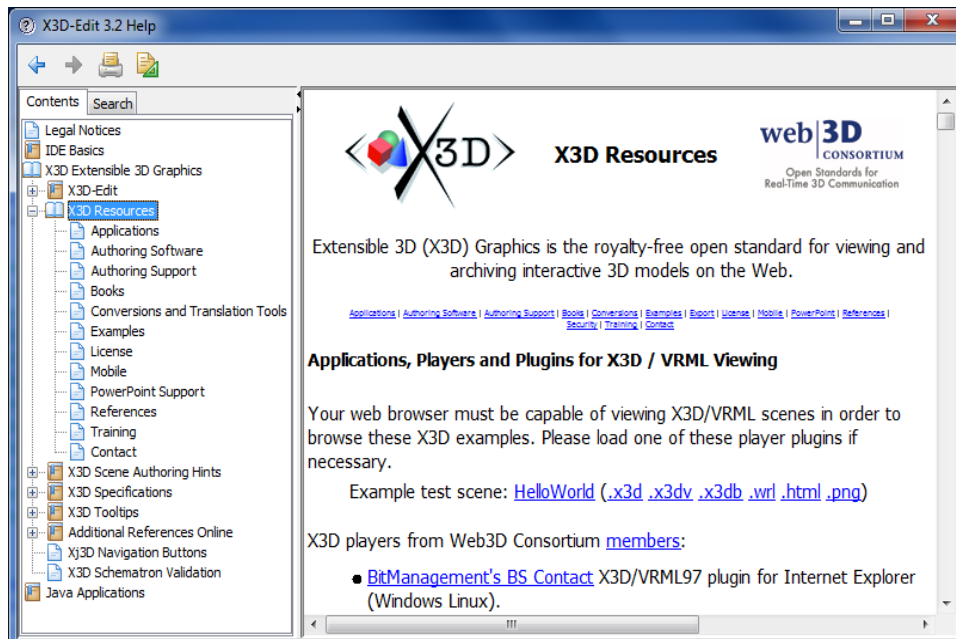 X3D-Edit 3.2 Help
Contents
Search
Legal Notices
IDE Basics
X3D Extensible 3D Graphics
X3D-Edit
X3D Resources
Applications
Authoring Software
Authoring Support
Books
Conversions and Translation Tools
Examples
License
Mobile
PowerPoint Support
References
Training
Contact
X3D Scene Authoring Hints
X3D Specifications
X3D Tooltips
Additional References Online
Xj3D Navigation Buttons
X3D Schematron Validation
Java Applications
<X3D>
X3D Resources
web|3D
CONSORTIUM
Open Standards for
Real-Time 3D Communication
Extensible 3D (X3D) Graphics is the royalty-free open standard for viewing and
archiving interactive 3D models on the Web.
Applications | Authoring Software | Authoring Support | Books | Conversions | Examples | Export | License | Mobile | PowerPoint | References |
Security | Training | Contact
Applications, Players and Plugins for X3D / VRML Viewing
Your web browser must be capable of viewing X3D/VRML scenes in order to
browse these X3D examples. Please load one of these player plugins if
necessary.
Example test scene: HelloWorld (.x3d .x3dv .x3db .wrl .html .png)
X3D players from Web3D Consortium members:
• BitManagement's BS Contact X3D/VRML97 plugin for Internet Explorer
(Windows Linux).